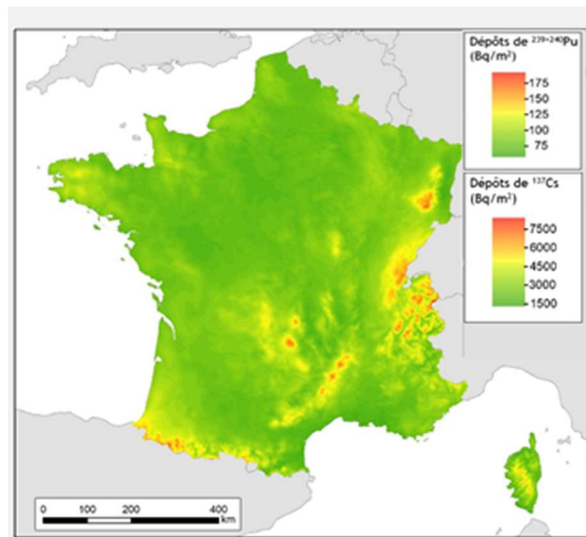 Dépôts de ²³⁹⁺²⁴⁰Pu
(Bq/m²)
175
150
125
100
75
Dépôts de ¹³⁷Cs
(Bq/m²)
7500
6000
4500
3000
1500
0 100 200 400
km